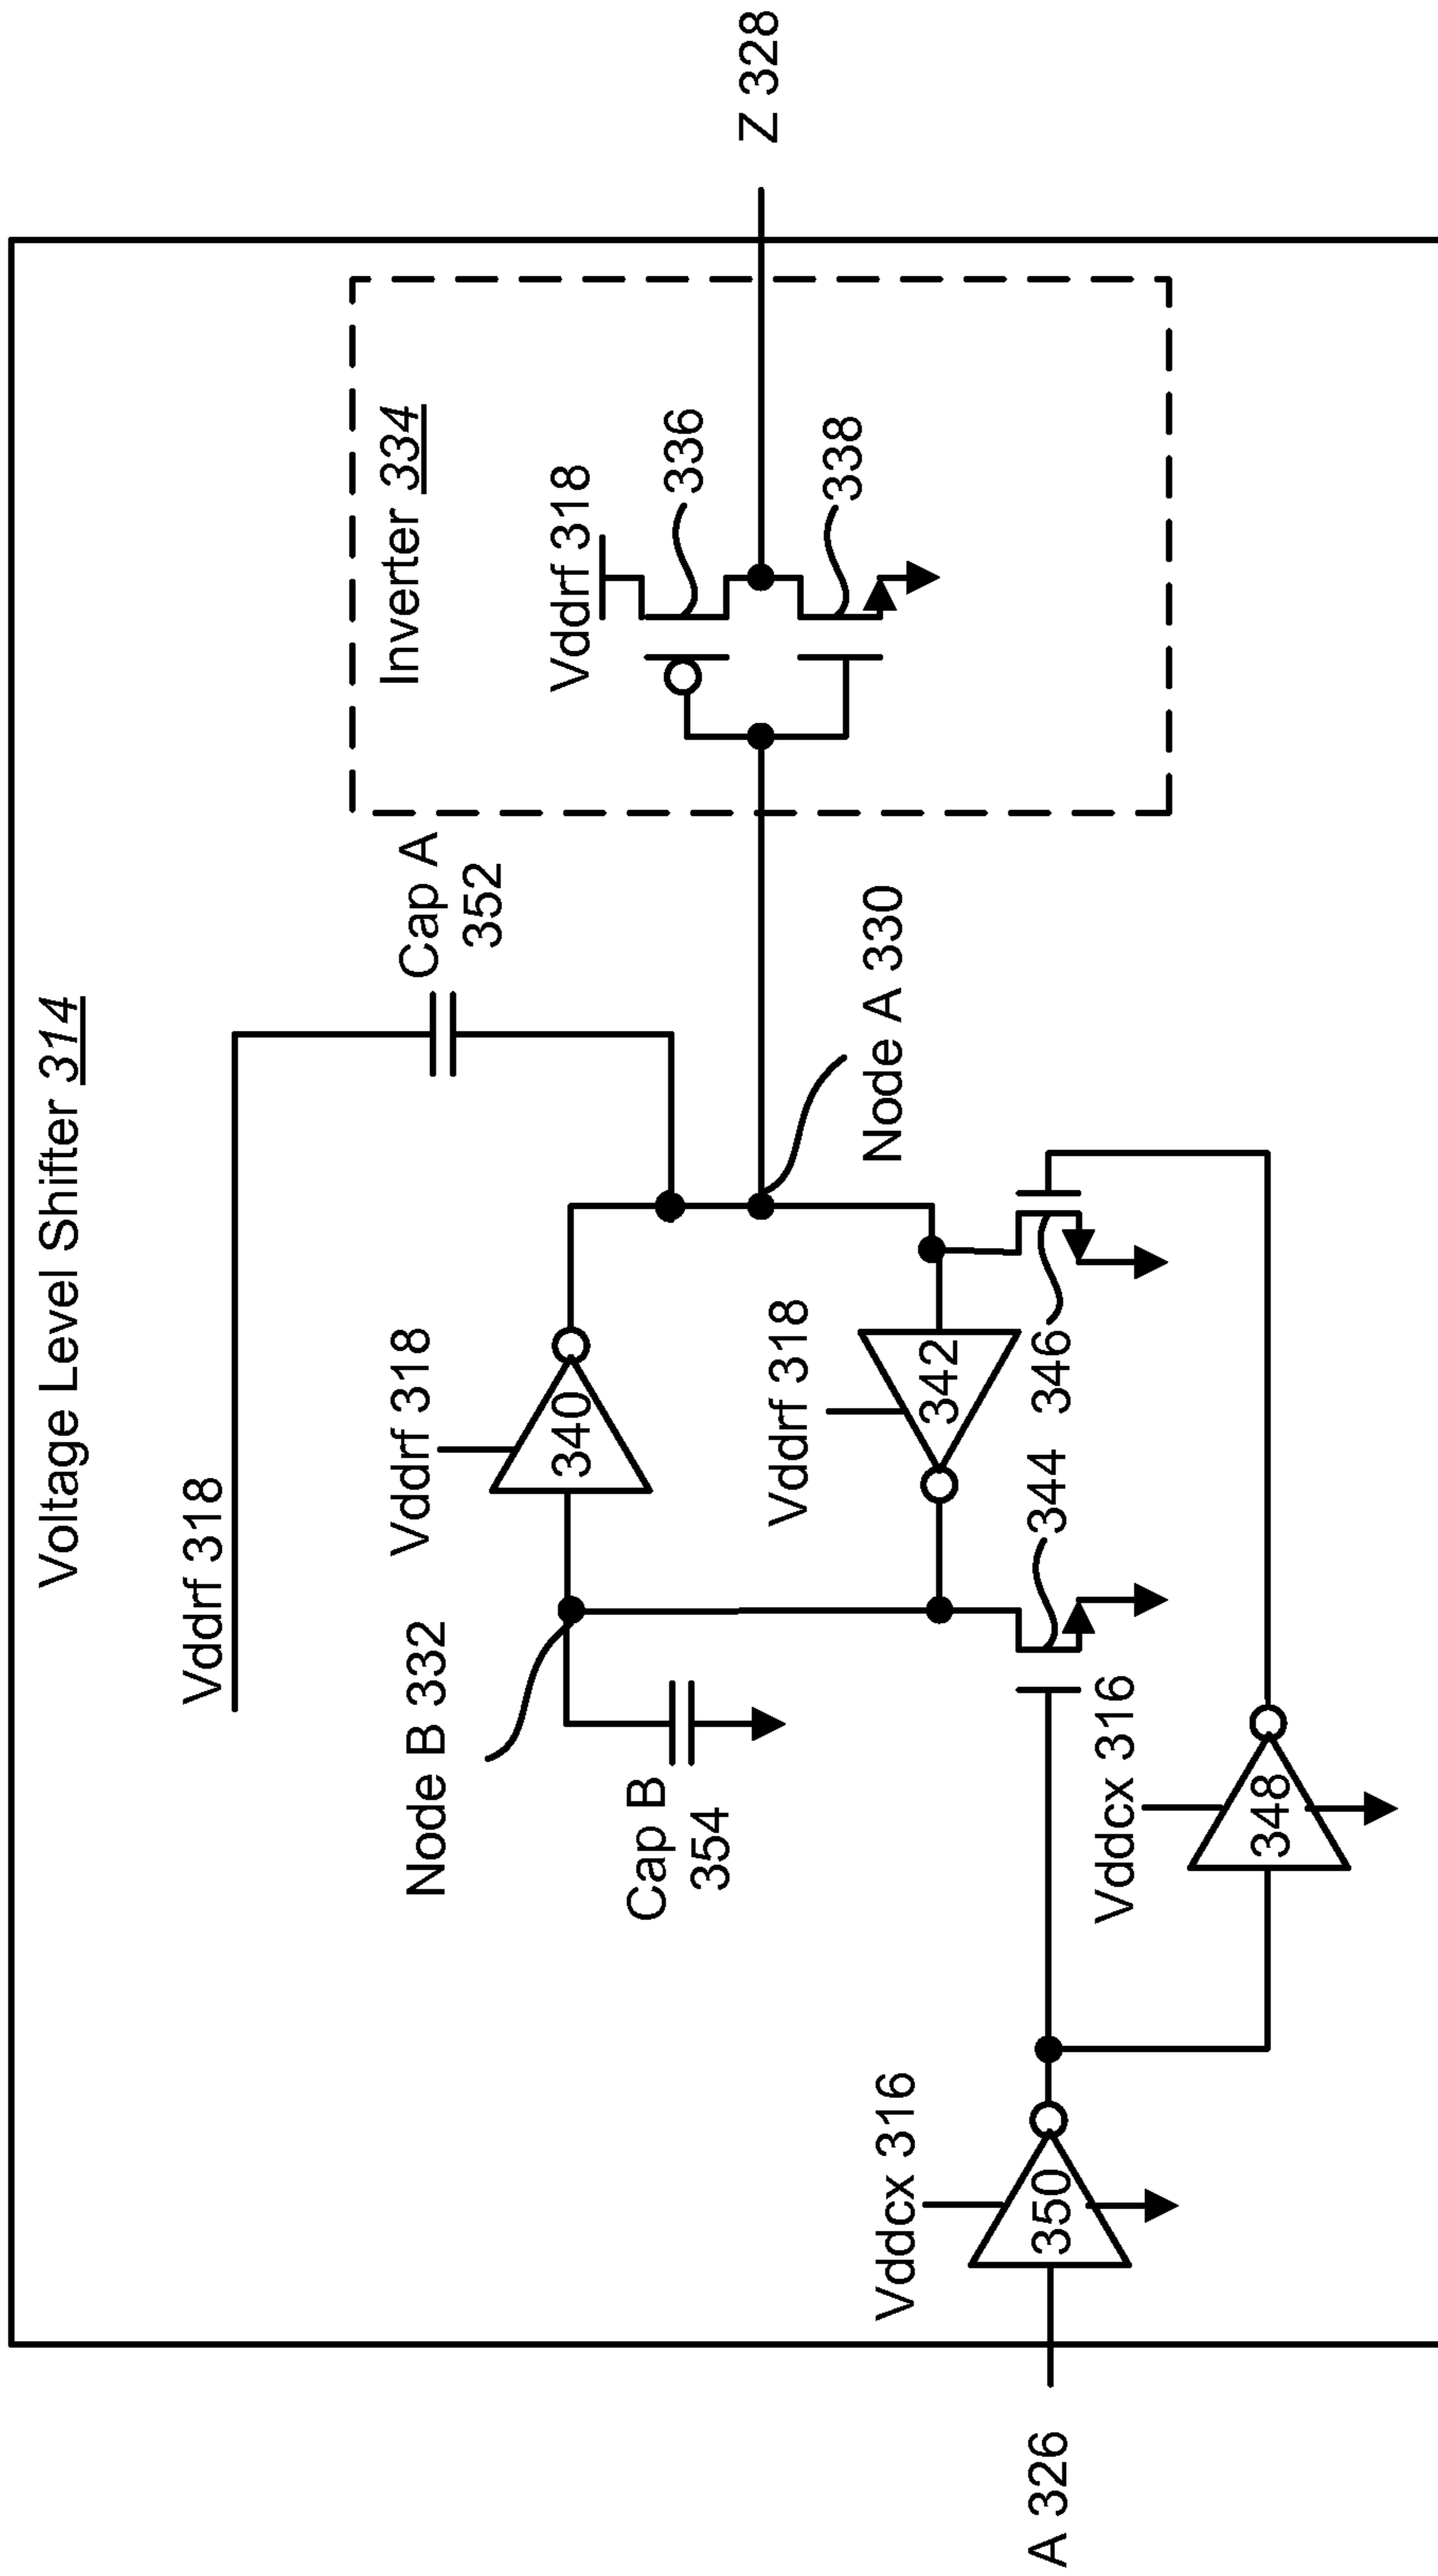 Voltage Level Shifter 314
Vddrf 318
Cap A
352
Inverter 334
Vddrf 318
336
338
Z 328
Vddrf 318
340
Node B 332
Cap B
354
Vddrf 318
342
Node A 330
344
346
Vddcx 316
348
Vddcx 316
350
A 326